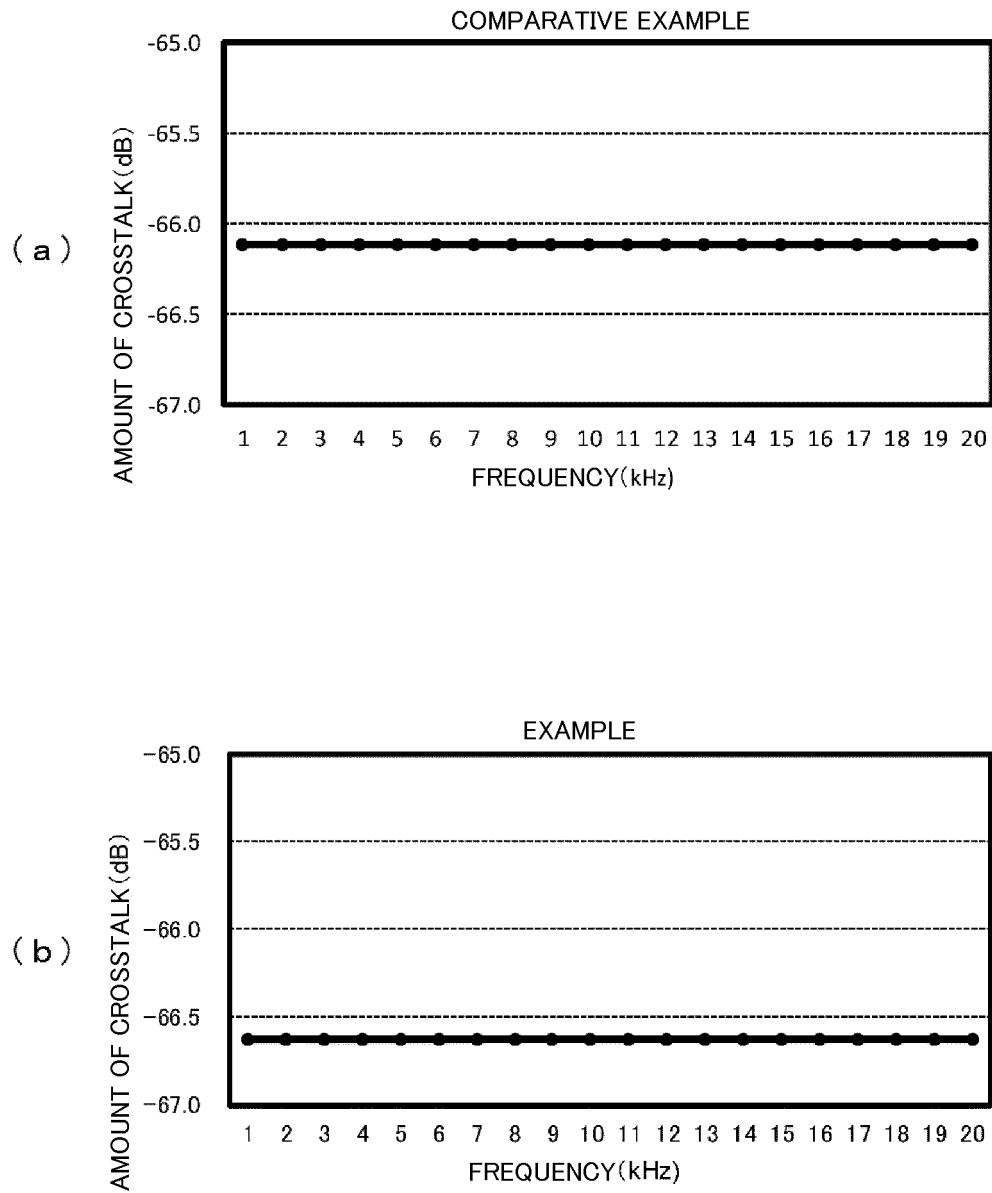 COMPARATIVE EXAMPLE
(a)
AMOUNT OF CROSSTALK(dB)
-65.0
-65.5
-66.0
-66.5
-67.0
1 2 3 4 5 6 7 8 9 10 11 12 13 14 15 16 17 18 19 20
FREQUENCY(kHz)
EXAMPLE
(b)
AMOUNT OF CROSSTALK(dB)
-65.0
-65.5
-66.0
-66.5
-67.0
1 2 3 4 5 6 7 8 9 10 11 12 13 14 15 16 17 18 19 20
FREQUENCY(kHz)